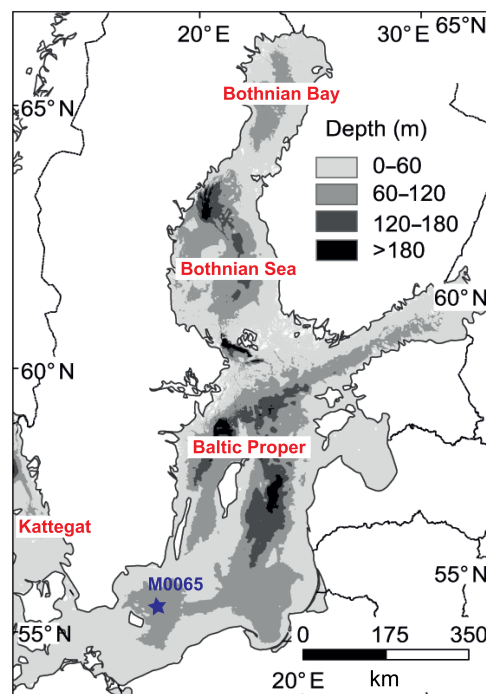 20°E
30°E
65°N
65°N
Bothnian Bay
Depth (m)
0–60
60–120
120–180
>180
Bothnian Sea
60°N
60°N
Baltic Proper
Kattegat
M0065
55°N
55°N
0 175 350
20°E
km